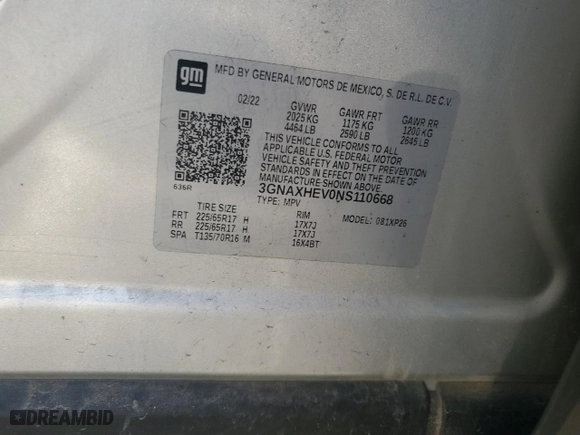 gm
MFD BY GENERAL MOTORS DE MEXICO, S. DE R.L. DE C.V.
02/22 GVWR GAWR FRT GAWR RR
2025 KG 1175 KG 1200 KG
4464 LB 2590 LB 2645 LB
THIS VEHICLE CONFORMS TO ALL
APPLICABLE U.S. FEDERAL MOTOR
VEHICLE SAFETY AND THEFT PREVENTION
STANDARDS IN EFFECT ON THE DATE OF
MANUFACTURE SHOWN ABOVE.
636R 3GNAXHEV0NS110668
TYPE: MPV MODEL: 081XP26
TIRE SIZE RIM
FRT 225/65R17 H 17X7J
RR 225/65R17 H 17X7J
SPA T135/70R16 M 16X4BT
DREAMBID